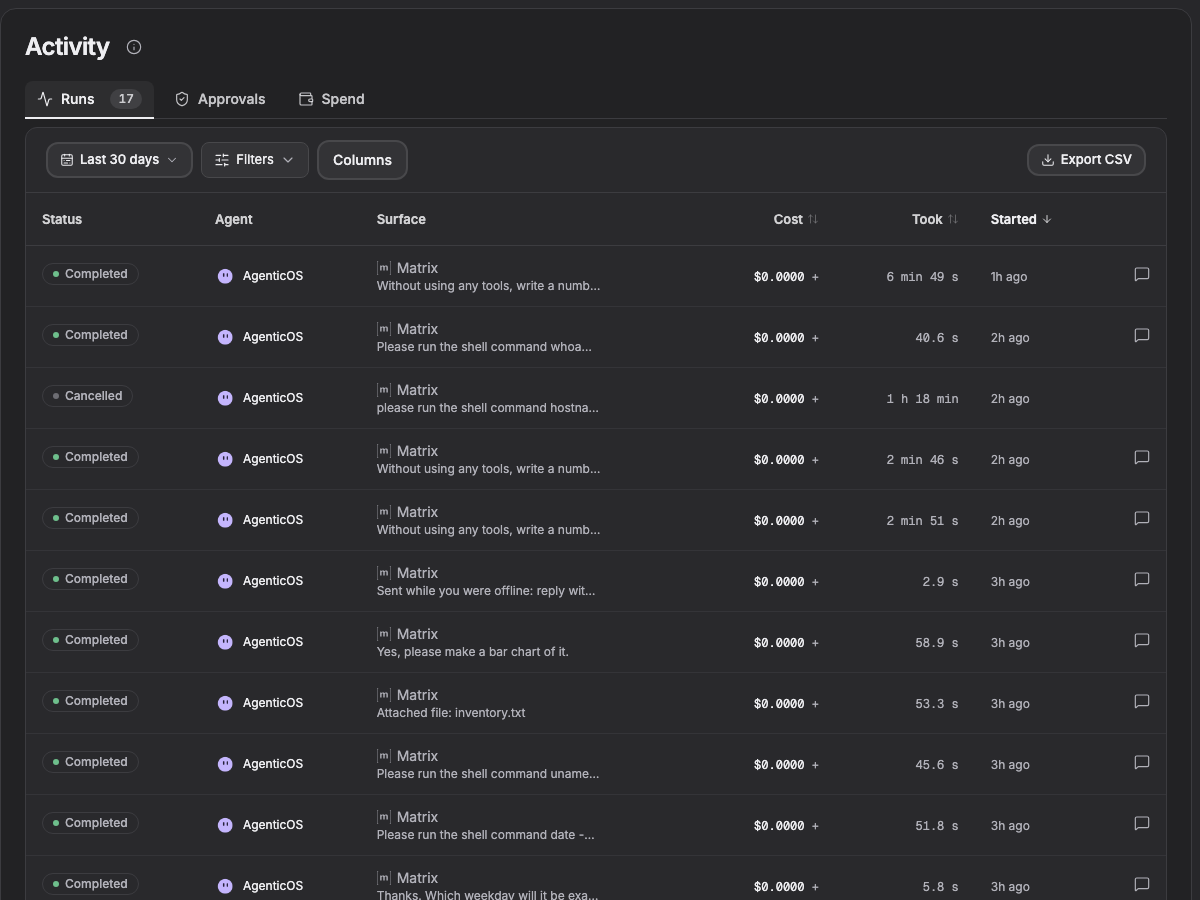 Activity
Runs 17 Approvals Spend
Last 30 days Filters Columns Export CSV
Status Agent Surface Cost Took Started
Completed AgenticOS [m] Matrix $0.0000 + 6 min 49 s 1h ago
Without using any tools, write a numb...
Completed AgenticOS [m] Matrix $0.0000 + 40.6 s 2h ago
Please run the shell command whoa...
Cancelled AgenticOS [m] Matrix $0.0000 + 1 h 18 min 2h ago
please run the shell command hostna...
Completed AgenticOS [m] Matrix $0.0000 + 2 min 46 s 2h ago
Without using any tools, write a numb...
Completed AgenticOS [m] Matrix $0.0000 + 2 min 51 s 2h ago
Without using any tools, write a numb...
Completed AgenticOS [m] Matrix $0.0000 + 2.9 s 3h ago
Sent while you were offline: reply wit...
Completed AgenticOS [m] Matrix $0.0000 + 58.9 s 3h ago
Yes, please make a bar chart of it.
Completed AgenticOS [m] Matrix $0.0000 + 53.3 s 3h ago
Attached file: inventory.txt
Completed AgenticOS [m] Matrix $0.0000 + 45.6 s 3h ago
Please run the shell command uname...
Completed AgenticOS [m] Matrix $0.0000 + 51.8 s 3h ago
Please run the shell command date -...
Completed AgenticOS [m] Matrix $0.0000 + 5.8 s 3h ago
Thanks. Which weekday will it be exa...